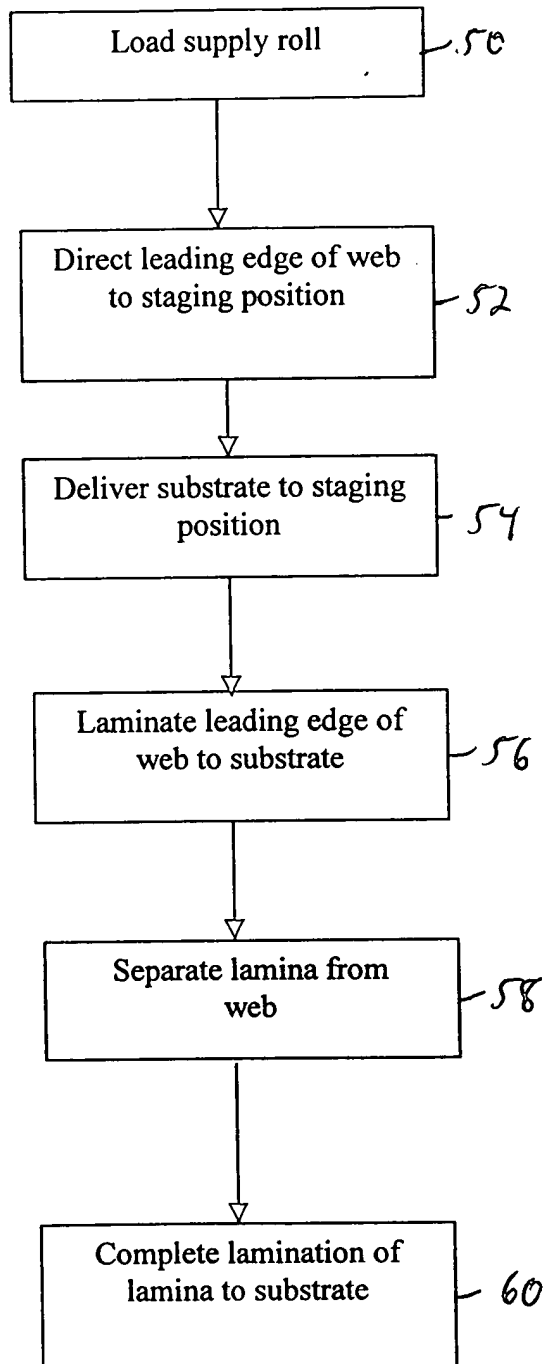 Load supply roll
50
Direct leading edge of web
to staging position
52
Deliver substrate to staging
position
54
Laminate leading edge of
web to substrate
56
Separate lamina from
web
58
Complete lamination of
lamina to substrate
60